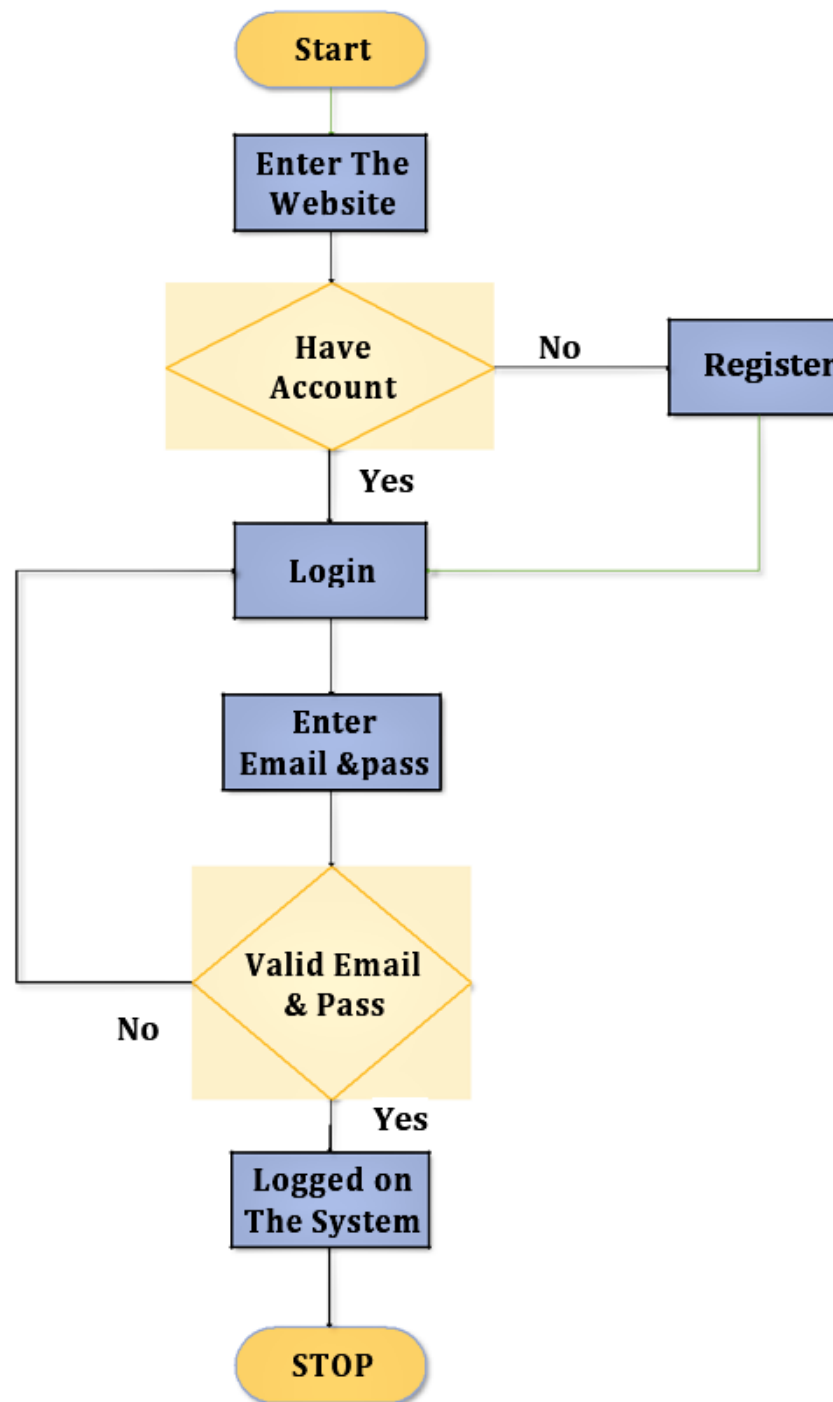 Start
Enter The
Website
Have
Account
No
Register
Yes
Login
Enter
Email &pass
Valid Email
& Pass
No
Yes
Logged on
The System
STOP